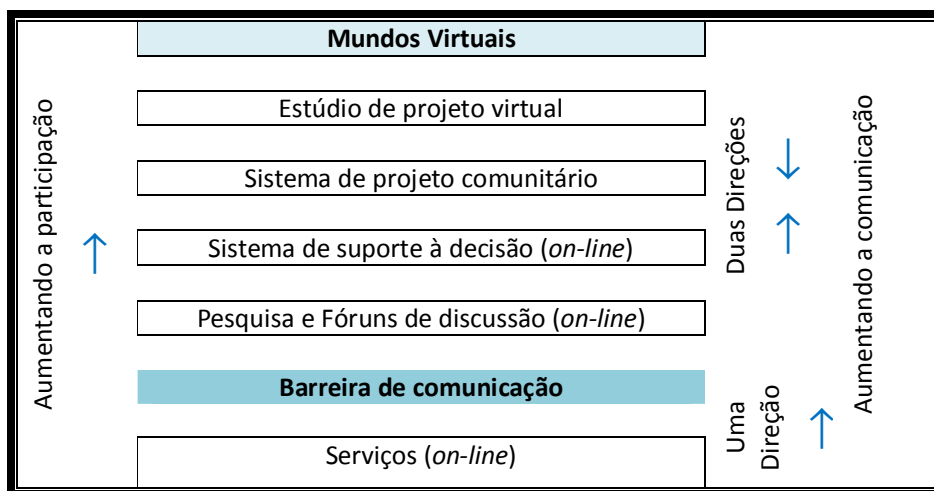 Mundos Virtuais
Estúdio de projeto virtual
Sistema de projeto comunitário
Sistema de suporte à decisão (on-line)
Pesquisa e Fóruns de discussão (on-line)
Barreira de comunicação
Serviços (on-line)
Aumentando a participação
Duas Direções
Uma
Direção
Aumentando a comunicação